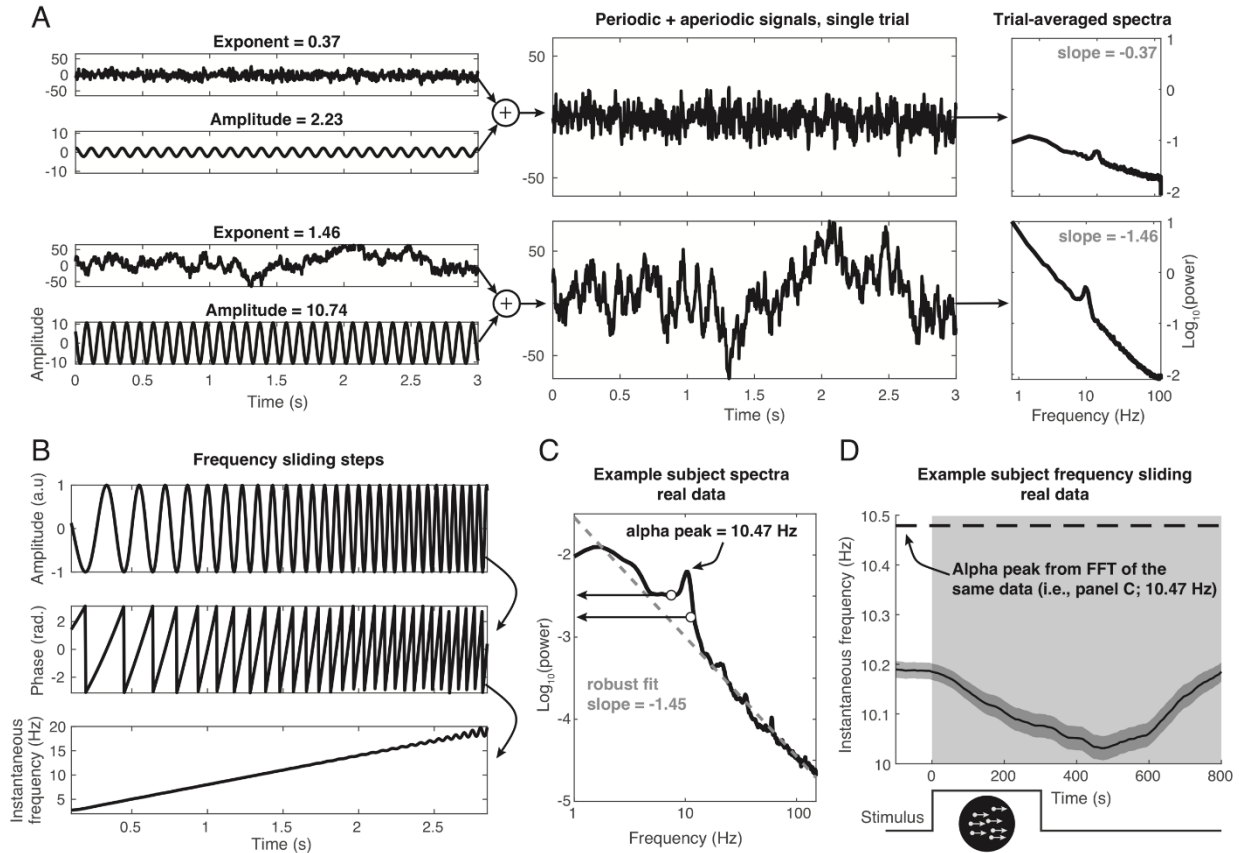 A
Periodic + aperiodic signals, single trial
Trial-averaged spectra
Exponent = 0.37
50
0
-50
Amplitude = 2.23
10
0
-10
+
50
0
-50
slope = -0.37
1
0
-1
-2
Exponent = 1.46
50
0
-50
Amplitude = 10.74
10
0
-10
Amplitude
0
0.5
1
1.5
2
2.5
3
Time (s)
+
50
0
-50
0
0.5
1
1.5
2
2.5
3
Time (s)
slope = -1.46
1
0
-1
-2
Log10(power)
1
10
100
Frequency (Hz)
B
Frequency sliding steps
Amplitude (a.u)
1
0
-1
Phase (rad.)
2
0
-2
Instantaneous
frequency (Hz)
20
15
10
5
0.5
1
1.5
2
2.5
Time (s)
C
Example subject spectra
real data
alpha peak = 10.47 Hz
-2
-3
-4
-5
Log10(power)
robust fit
slope = -1.45
1
10
100
Frequency (Hz)
D
Example subject frequency sliding
real data
10.5
10.4
10.3
10.2
10.1
10
Instantaneous frequency (Hz)
Alpha peak from FFT of the
same data (i.e., panel C; 10.47 Hz)
0
200
400
600
800
Time (s)
Stimulus